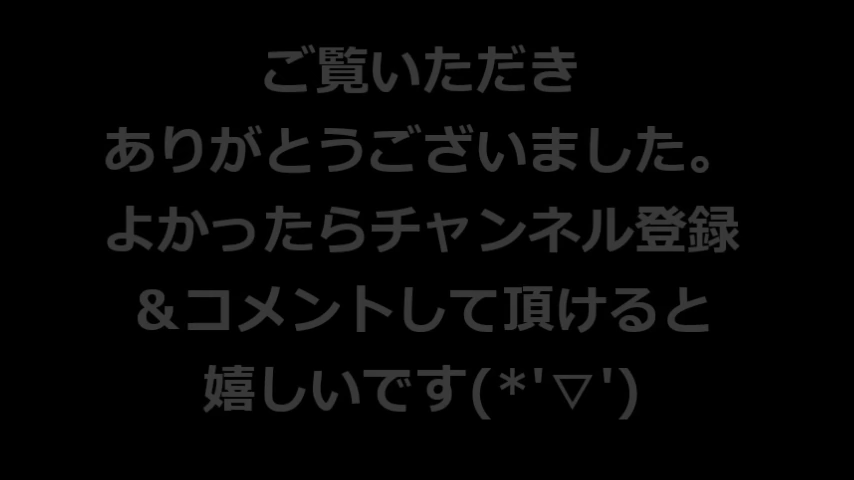 ご覧いただき
ありがとうございました。
よかったらチャンネル登録
＆コメントして頂けると
嬉しいです(*'▽')